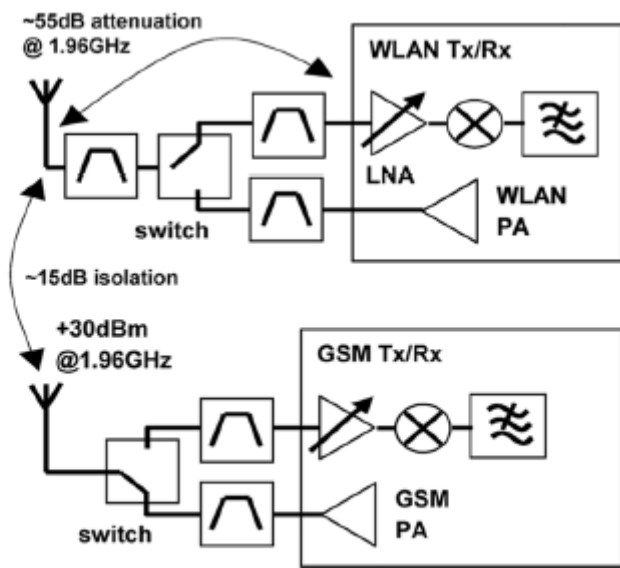 ~55dB attenuation
@ 1.96GHz
WLAN Tx/Rx
LNA
WLAN
PA
switch
~15dB isolation
+30dBm
@1.96GHz
GSM Tx/Rx
GSM
PA
switch